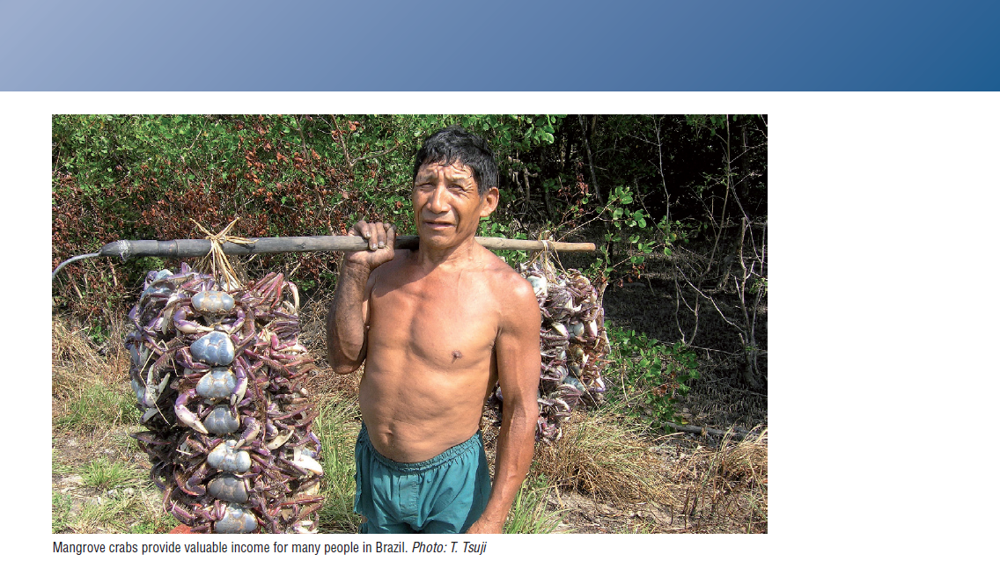 Mangrove crabs provide valuable income for many people in Brazil. Photo: T. Tsuji